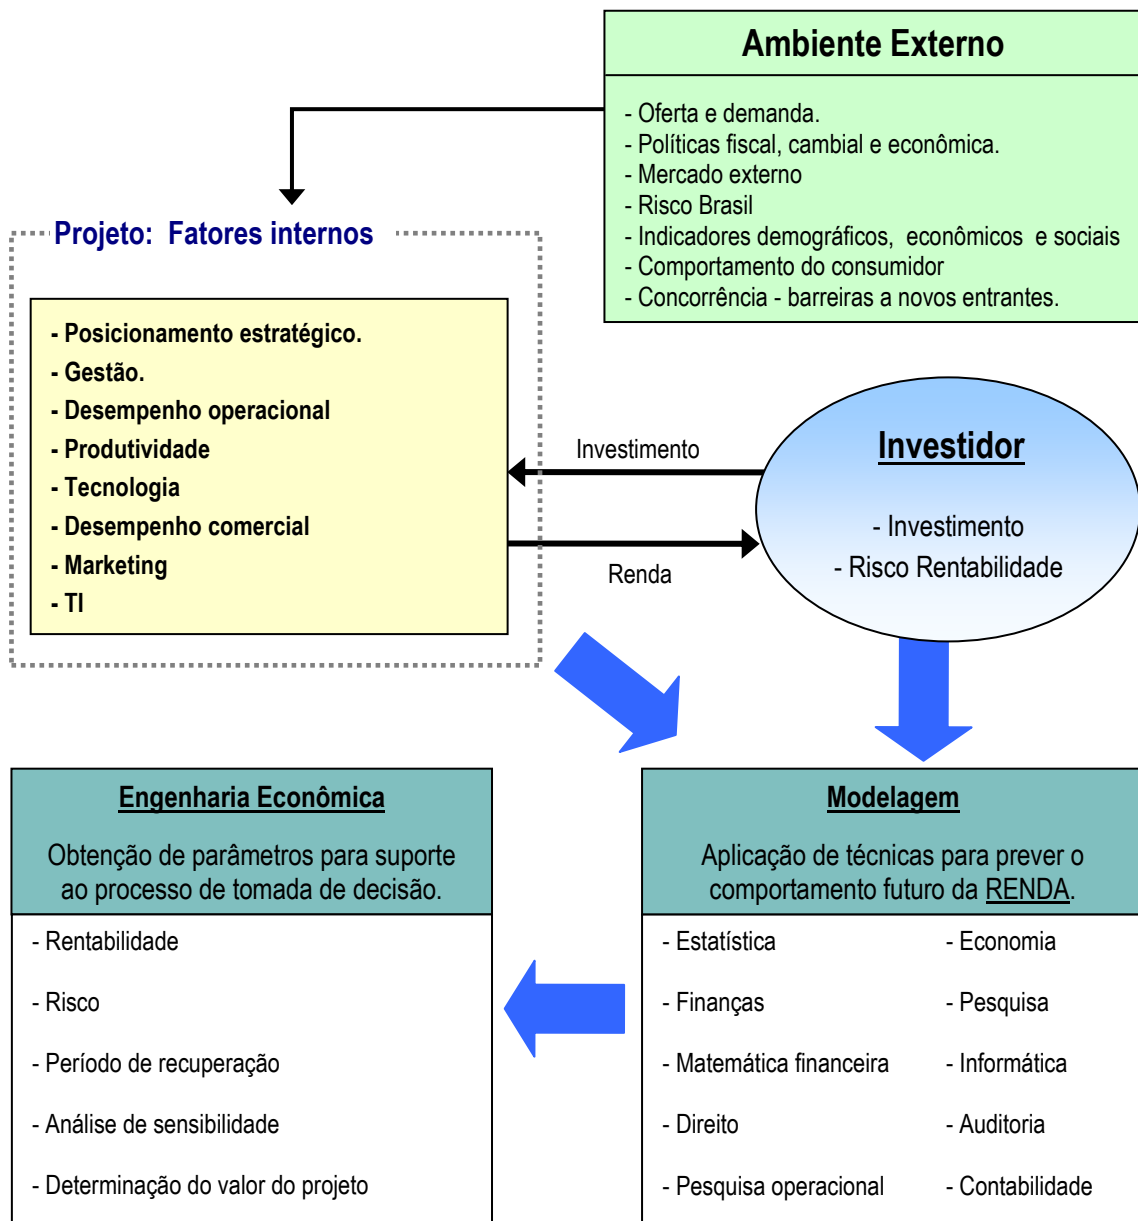 Ambiente Externo
- Oferta e demanda.
- Políticas fiscal, cambial e econômica.
- Mercado externo
- Risco Brasil
- Indicadores demográficos, econômicos e sociais
- Comportamento do consumidor
- Concorrência - barreiras a novos entrantes.
Projeto: Fatores internos
- Posicionamento estratégico.
- Gestão.
- Desempenho operacional
- Produtividade
- Tecnologia
- Desempenho comercial
- Marketing
- TI
Investimento
Renda
Investidor
- Investimento
- Risco Rentabilidade
Engenharia Econômica
Obtenção de parâmetros para suporte
ao processo de tomada de decisão.
- Rentabilidade
- Risco
- Período de recuperação
- Análise de sensibilidade
- Determinação do valor do projeto
Modelagem
Aplicação de técnicas para prever o
comportamento futuro da RENDA.
- Estatística
- Finanças
- Matemática financeira
- Direito
- Pesquisa operacional
- Economia
- Pesquisa
- Informática
- Auditoria
- Contabilidade